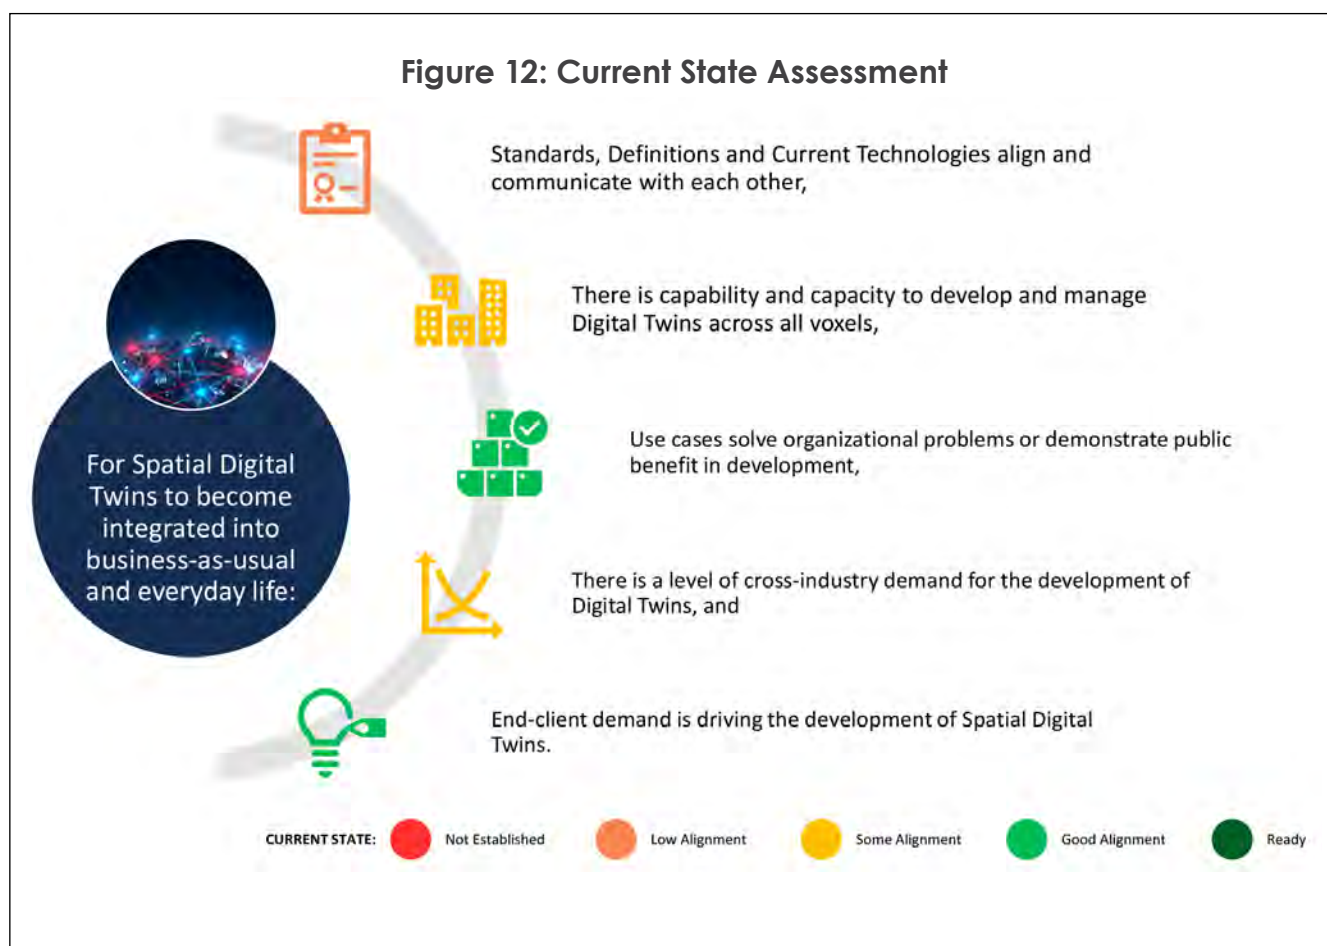 Figure 12: Current State Assessment
Standards, Definitions and Current Technologies align and
communicate with each other,
There is capability and capacity to develop and manage
Digital Twins across all voxels,
Use cases solve organizational problems or demonstrate public
benefit in development,
For Spatial Digital
Twins to become
integrated into
business-as-usual
and everyday life:
There is a level of cross-industry demand for the development of
Digital Twins, and
End-client demand is driving the development of Spatial Digital
Twins.
CURRENT STATE: Not Established Low Alignment Some Alignment Good Alignment Ready